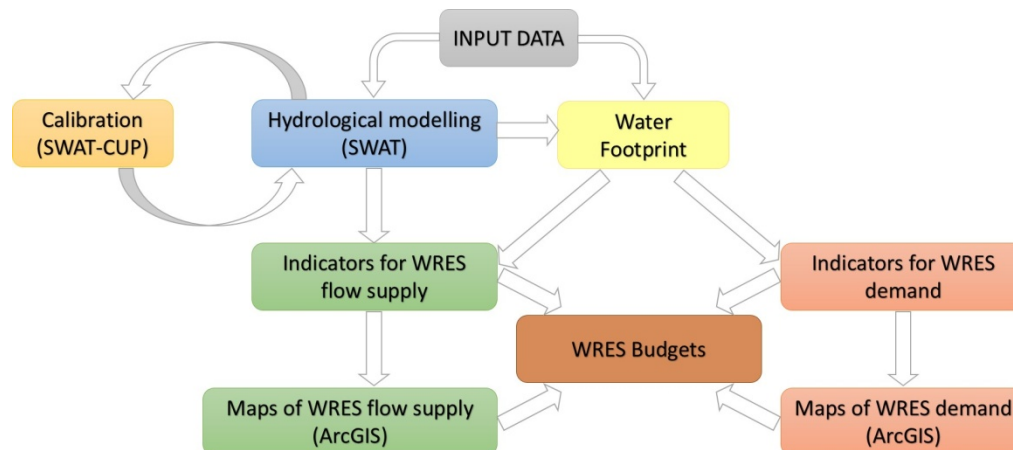 INPUT DATA
Calibration
(SWAT-CUP)
Hydrological modelling
(SWAT)
Water
Footprint
Indicators for WRES
flow supply
Indicators for WRES
demand
WRES Budgets
Maps of WRES flow supply
(ArcGIS)
Maps of WRES demand
(ArcGIS)